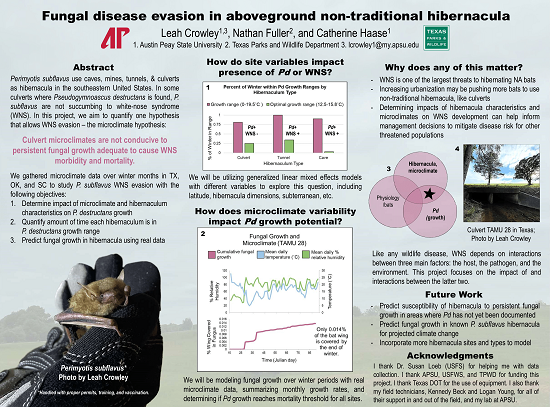 Fungal disease evasion in aboveground non-traditional hibernacula
Leah Crowley1,3, Nathan Fuller2, and Catherine Haase1
1. Austin Peay State University 2. Texas Parks and Wildlife Department 3. lcrowley1@my.apsu.edu
AP
TEXAS
PARKS &
WILDLIFE
Abstract
Perimyotis subflavus use caves, mines, tunnels, & culverts
as hibernacula in the southeastern United States. In some
culverts where Pseudogymnoascus destructans is found, P.
subflavus are not succumbing to white-nose syndrome
(WNS). In this project, we aim to quantify one hypothesis
that allows WNS evasion – the microclimate hypothesis:
Culvert microclimates are not conducive to
persistent fungal growth adequate to cause WNS
morbidity and mortality.
We gathered microclimate data over winter months in TX,
OK, and SC to study P. subflavus WNS evasion with the
following objectives:
1. Determine impact of microclimate and hibernaculum
characteristics on P. destructans growth
2. Quantify amount of time each hibernaculum is in
P. destructans growth range
3. Predict fungal growth in hibernacula using real data
Perimyotis subflavus*
Photo by Leah Crowley
*Handled with proper permits, training, and vaccination.
How do site variables impact
presence of Pd or WNS?
1
Percent of Winter within Pd Growth Ranges by
Hibernaculum Type
Growth range (0-19.5˚C) Optimal growth range (12.5-15.8˚C)
% of Winter in Range
1
0.75
0.5
0.25
0
Pd+
WNS -
Pd+
WNS -
Pd+
WNS +
Culvert Tunnel Cave
Hibernaculum Type
We will be utilizing generalized linear mixed effects models
with different variables to explore this question, including
latitude, hibernacula dimensions, subterranean, etc.
How does microclimate variability
impact Pd growth potential?
2
Fungal Growth and
Microclimate (TAMU 28)
Cumulative fungal growth
Mean daily temperature (˚C)
Mean daily % relative humidity
% Relative
Humidity
Temperature (˚C)
% Wing Covered
in Fungus
Only 0.014%
of the bat wing
is covered by
the end of
winter.
Time (Julian day)
We will be modeling fungal growth over winter periods with real
microclimate data, summarizing monthly growth rates, and
determining if Pd growth reaches mortality threshold for all sites.
Why does any of this matter?
- WNS is one of the largest threats to hibernating NA bats
- Increasing urbanization may be pushing more bats to use
non-traditional hibernacula, like culverts
- Determining impacts of hibernacula characteristics and
microclimates on WNS development can help inform
management decisions to mitigate disease risk for other
threatened populations
3
Hibernacula,
microclimate
Physiology
/bats
Pd
(growth)
4
Culvert TAMU 28 in Texas;
Photo by Leah Crowley
Like any wildlife disease, WNS depends on interactions
between three main factors: the host, the pathogen, and the
environment. This project focuses on the impact of and
interactions between the latter two.
Future Work
- Predict susceptibility of hibernacula to persistent fungal
growth in areas where Pd has not yet been documented
- Predict fungal growth in known P. subflavus hibernacula
for projected climate change
- Incorporate more hibernacula sites and types to model
Acknowledgments
I thank Dr. Susan Loeb (USFS) for helping me with data
collection. I thank APSU, USFWS, and TPWD for funding this
project. I thank Texas DOT for the use of equipment. I also thank
my field technicians, Kennedy Beck and Logan Young, for all of
their support in and out of the field, and my lab at APSU.